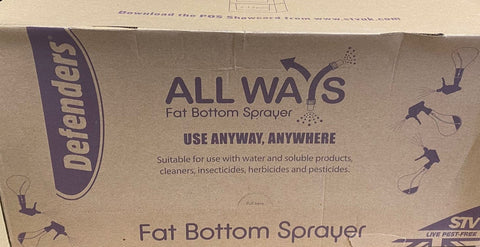 Download the POS Showcard from www.stvuk.com
Defenders®
ALL WAYS
Fat Bottom Sprayer
USE ANYWAY, ANYWHERE
Suitable for use with water and soluble products,
cleaners, insecticides, herbicides and pesticides.
Fat Bottom Sprayer
STV
LIVE PEST-FREE